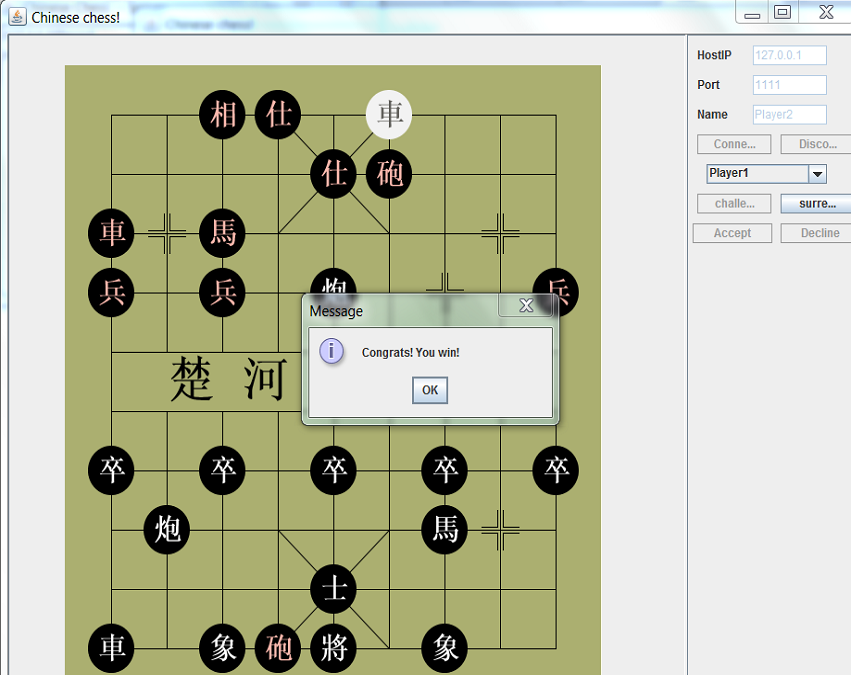 Chinese chess!
HostIP 127.0.0.1
Port 1111
Name Player2
Conne... Disco...
Player1
challe... surre...
Accept Decline
相 仕 車
仕 砲
車 馬
兵 兵 炮 兵
Message
Congrats! You win!
OK
楚 河
卒 卒 卒 卒 卒
炮 馬
士
車 象 砲 將 象